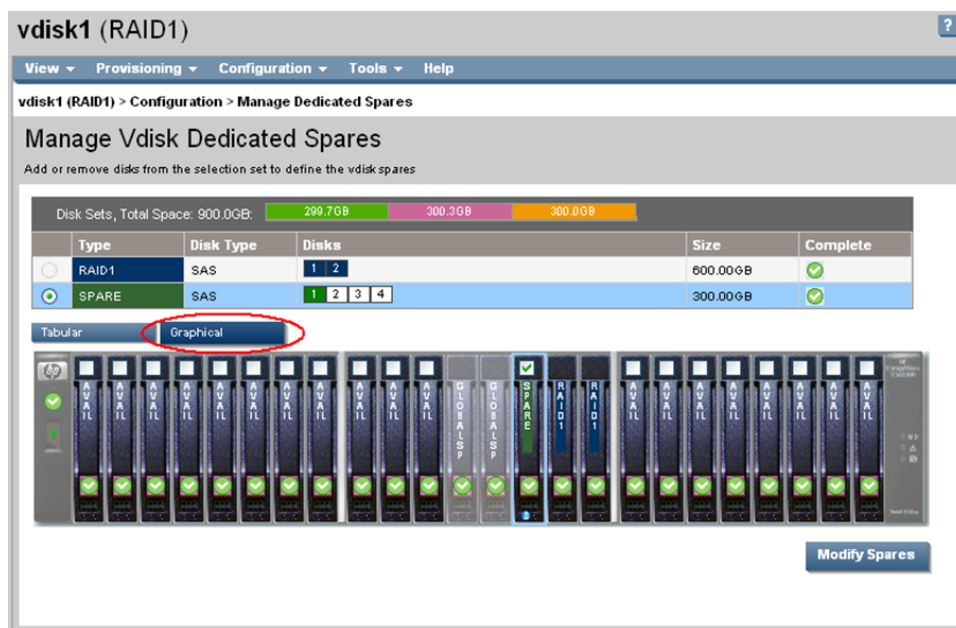 vdisk1 (RAID1)
?
View Provisioning Configuration Tools Help
vdisk1 (RAID1) > Configuration > Manage Dedicated Spares
Manage Vdisk Dedicated Spares
Add or remove disks from the selection set to define the vdisk spares
Disk Sets, Total Space: 900.0GB: 299.7GB 300.3GB 300.0GB
Type Disk Type Disks Size Complete
RAID1 SAS 1 2 600.00GB
SPARE SAS 1 2 3 4 300.00GB
Tabular Graphical
hp
AVAIL AVAIL AVAIL AVAIL AVAIL AVAIL AVAIL AVAIL AVAIL AVAIL AVAIL GLOBALSP GLOBALSP SPARE RAID1 RAID1 AVAIL AVAIL AVAIL AVAIL AVAIL AVAIL AVAIL AVAIL
Modify Spares